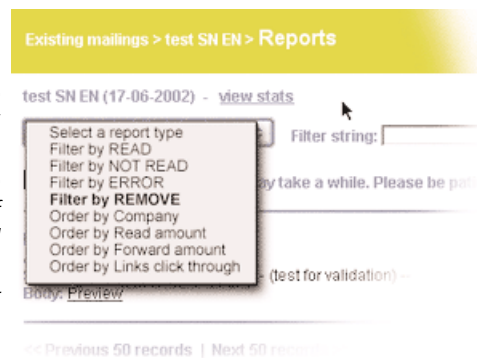 Existing mailings > test SN EN > Reports
test SN EN (17-06-2002) - view stats
Filter string:
Select a report type
Filter by READ
Filter by NOT READ
Filter by ERROR
Filter by REMOVE
Order by Company
Order by Read amount
Order by Forward amount
Order by Links click through
may take a while. Please be
- (test for validation) --
Body: Preview
<< Previous 50 records | Next 50 records